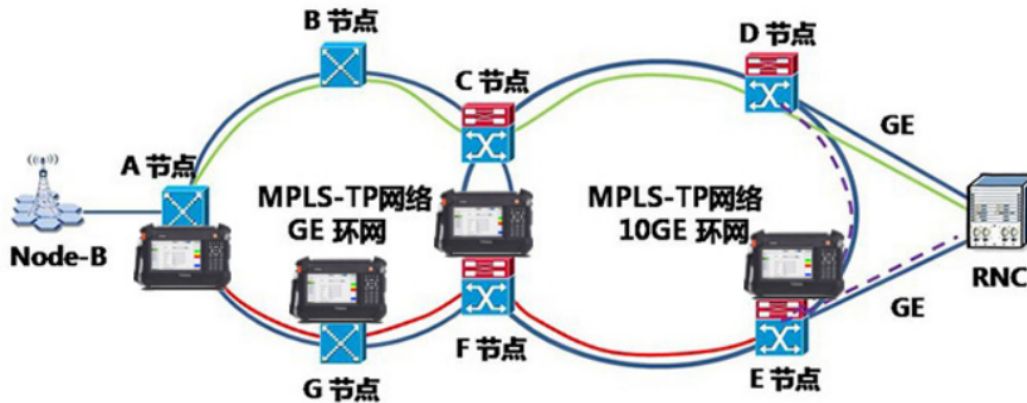 B 节点
D 节点
C 节点
GE
A 节点
MPLS-TP网络
GE 环网
MPLS-TP网络
10GE 环网
Node-B
RNC
GE
F 节点
G 节点
E 节点